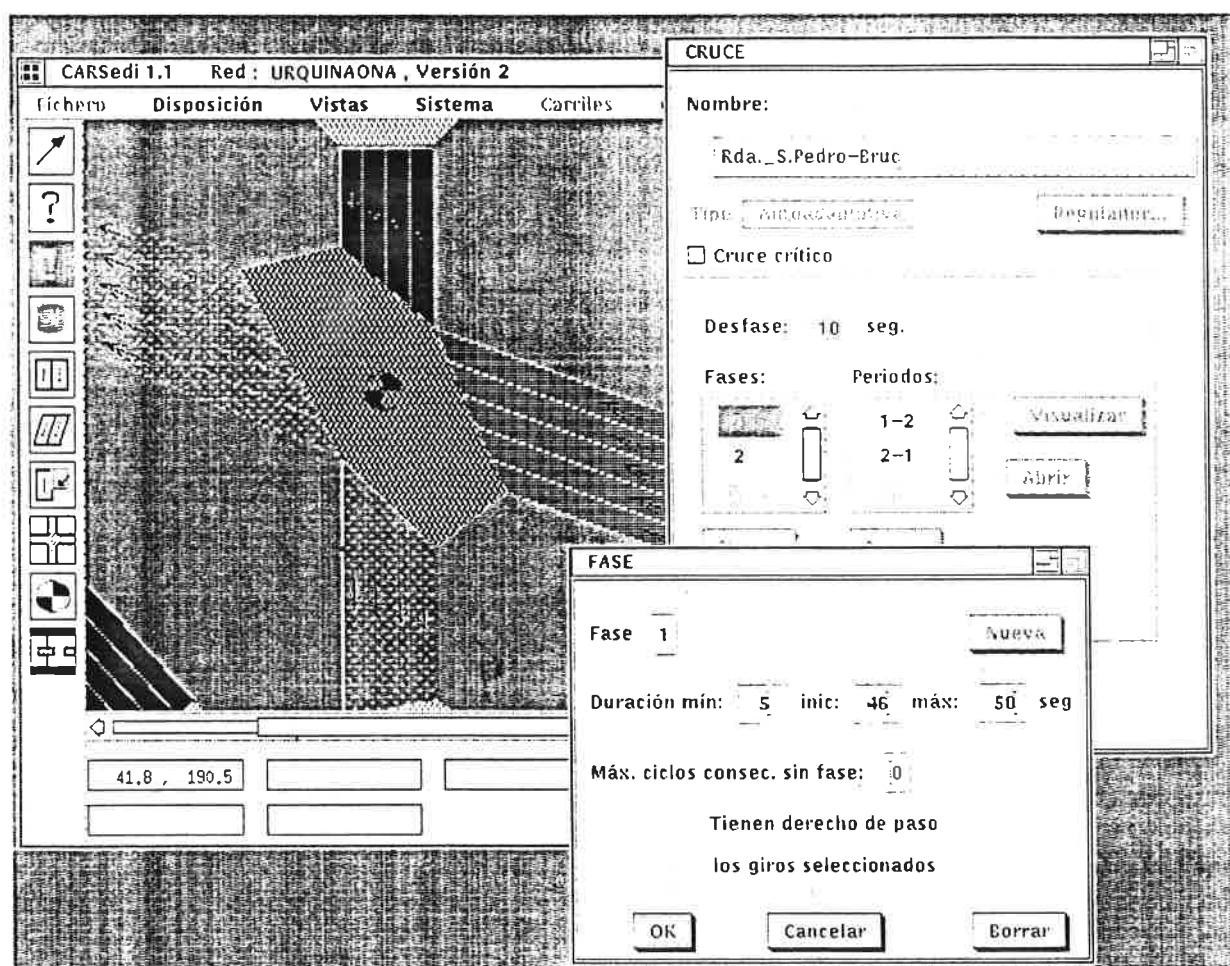 CARSedi 1.1 Red : URQUINAONA , Versión 2
Fichero Disposición Vistas Sistema Carriles
41.8 , 190.5
CRUCE
Nombre:
Rda._S.Pedro-Bruc
Tipo: Autoadaptativo Regulador...
Cruce crítico
Desfase: 10 seg.
Fases: Periodos:
1-2 Visualizar
2 2-1
Abrir
FASE
Fase 1 Nueva
Duración mín: 5 inic: 46 máx: 50 seg
Máx. ciclos consec. sin fase: 0
Tienen derecho de paso
los giros seleccionados
OK Cancelar Borrar